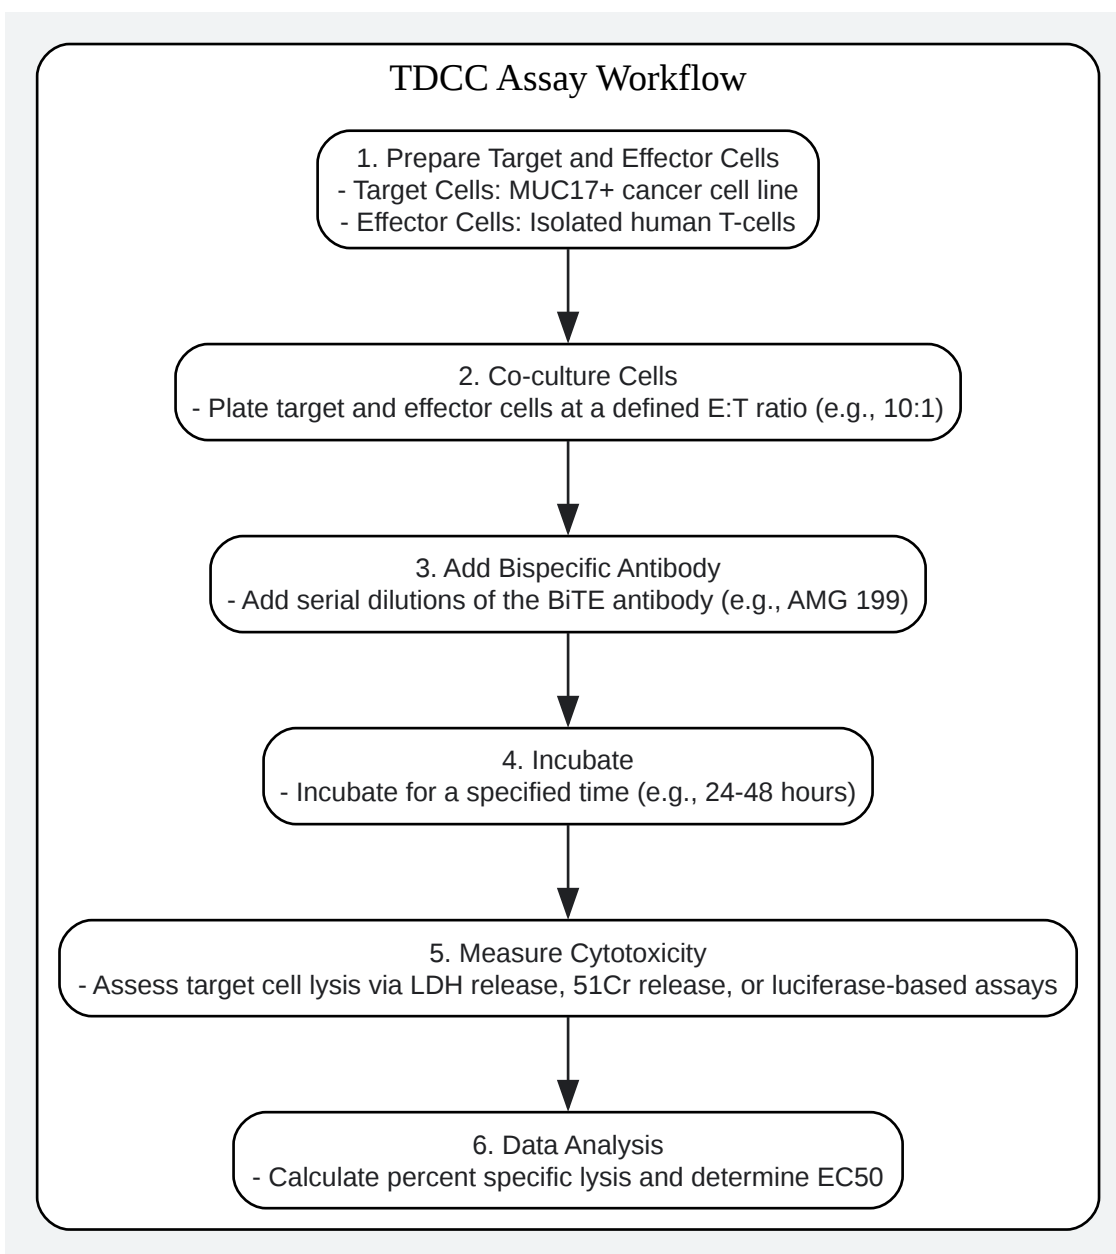 TDCC Assay Workflow
1. Prepare Target and Effector Cells
- Target Cells: MUC17+ cancer cell line
- Effector Cells: Isolated human T-cells
2. Co-culture Cells
- Plate target and effector cells at a defined E:T ratio (e.g., 10:1)
3. Add Bispecific Antibody
- Add serial dilutions of the BiTE antibody (e.g., AMG 199)
4. Incubate
- Incubate for a specified time (e.g., 24-48 hours)
5. Measure Cytotoxicity
- Assess target cell lysis via LDH release, 51Cr release, or luciferase-based assays
6. Data Analysis
- Calculate percent specific lysis and determine EC50